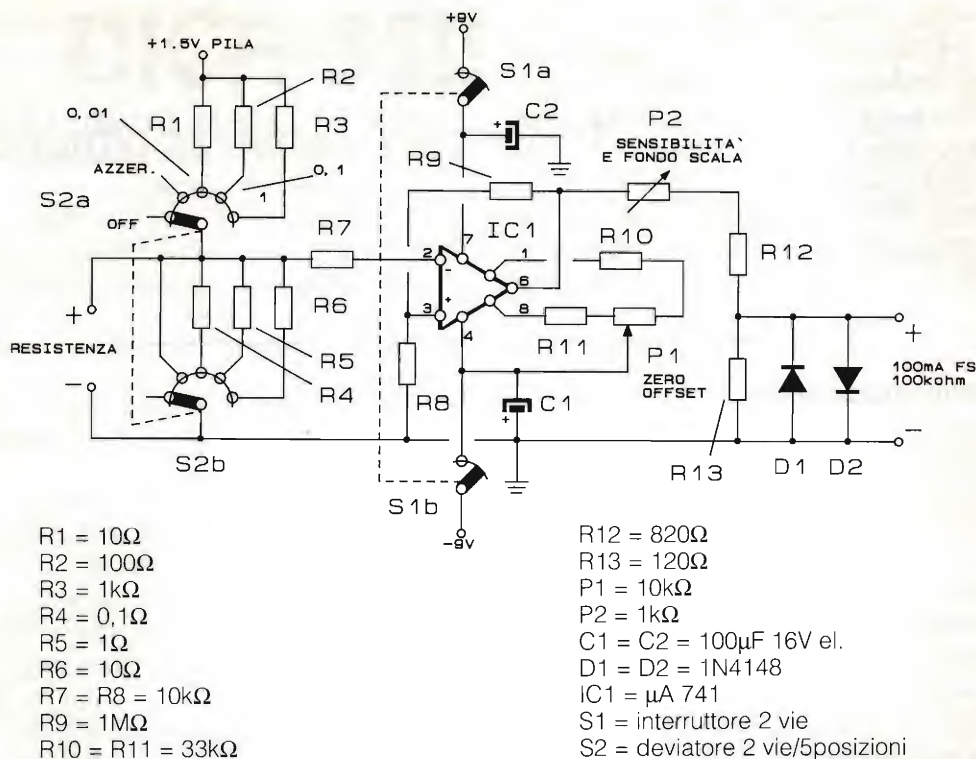 +9V
+1.5V PILA
S1a
R2
C2
P2
0,01
R1
R3
SENSIBILITA`
E FONDO SCALA
+
R9
AZZER.
0,1
1
S2a
IC1
OFF
R7
7
1
R10
2
-
6
R12
3
+
8
4
+
R6
R11
P1
+
RESISTENZA
R5
ZERO
OFFSET
100mA FS
100kohm
-
R4
R8
+
C1
-
S2b
R13
D1
D2
S1b
-9V
R1 = 10Ω
R2 = 100Ω
R3 = 1kΩ
R4 = 0,1Ω
R5 = 1Ω
R6 = 10Ω
R7 = R8 = 10kΩ
R9 = 1MΩ
R10 = R11 = 33kΩ
R12 = 820Ω
R13 = 120Ω
P1 = 10kΩ
P2 = 1kΩ
C1 = C2 = 100µF 16V el.
D1 = D2 = 1N4148
IC1 = µA 741
S1 = interruttore 2 vie
S2 = deviatore 2 vie/5posizioni